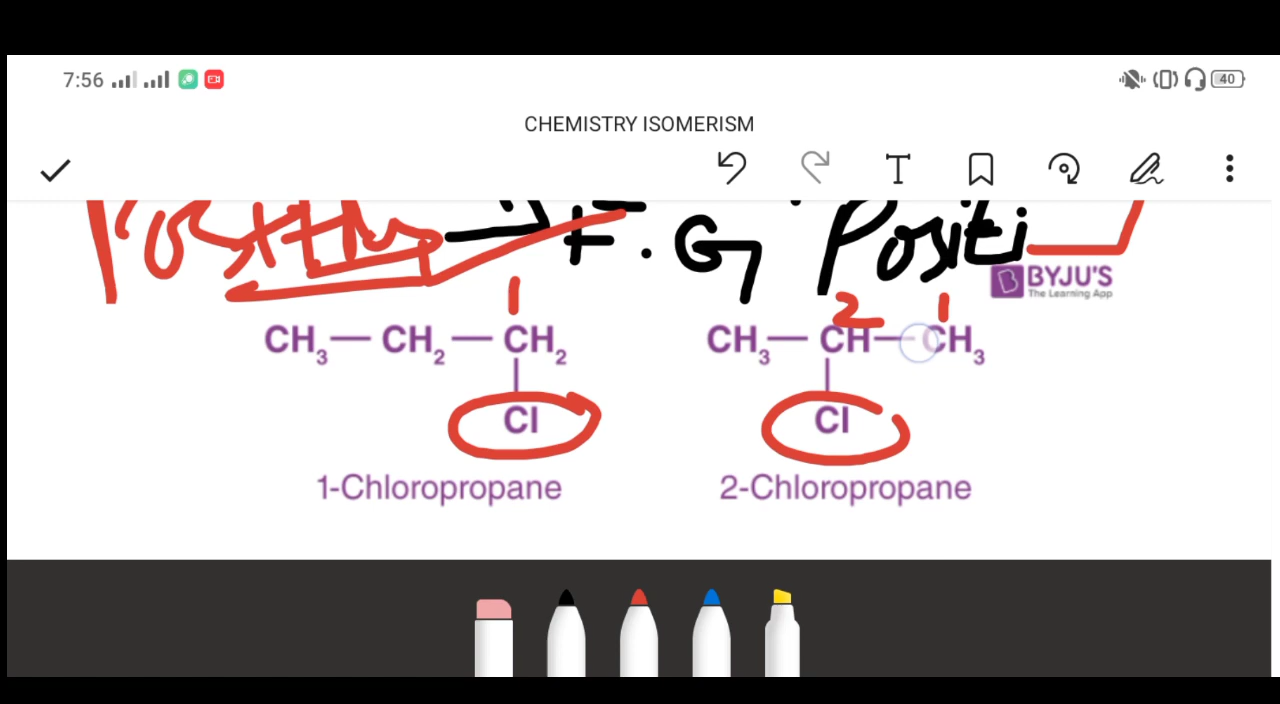 7:56 40
CHEMISTRY ISOMERISM
T
F.G Positi
BYJU'S
The Learning App
1 2 1
CH3— CH2— CH2 CH3— CH— CH3
Cl Cl
1-Chloropropane 2-Chloropropane